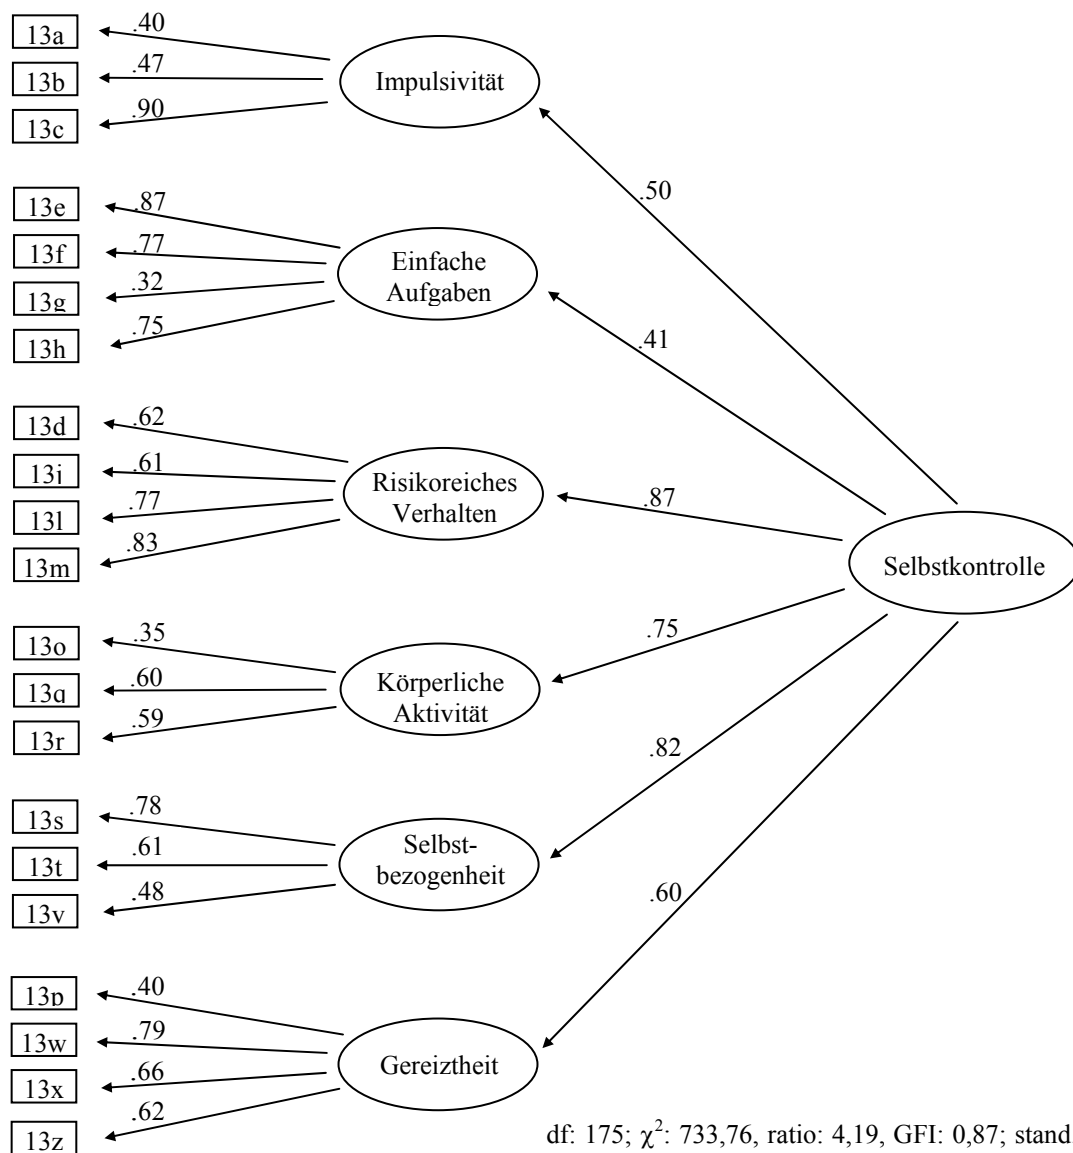 13a
.40
13b
.47
13c
.90
Impulsivität
.50
13e
.87
13f
.77
13g
.32
13h
.75
Einfache
Aufgaben
.41
13d
.62
13j
.61
13l
.77
13m
.83
Risikoreiches
Verhalten
.87
Selbstkontrolle
13o
.35
13q
.60
13r
.59
Körperliche
Aktivität
.75
13s
.78
13t
.61
13v
.48
Selbst-
bezogenheit
.82
13p
.40
13w
.79
13x
.66
13z
.62
Gereiztheit
.60
df: 175; χ²: 733,76, ratio: 4,19, GFI: 0,87; stand.